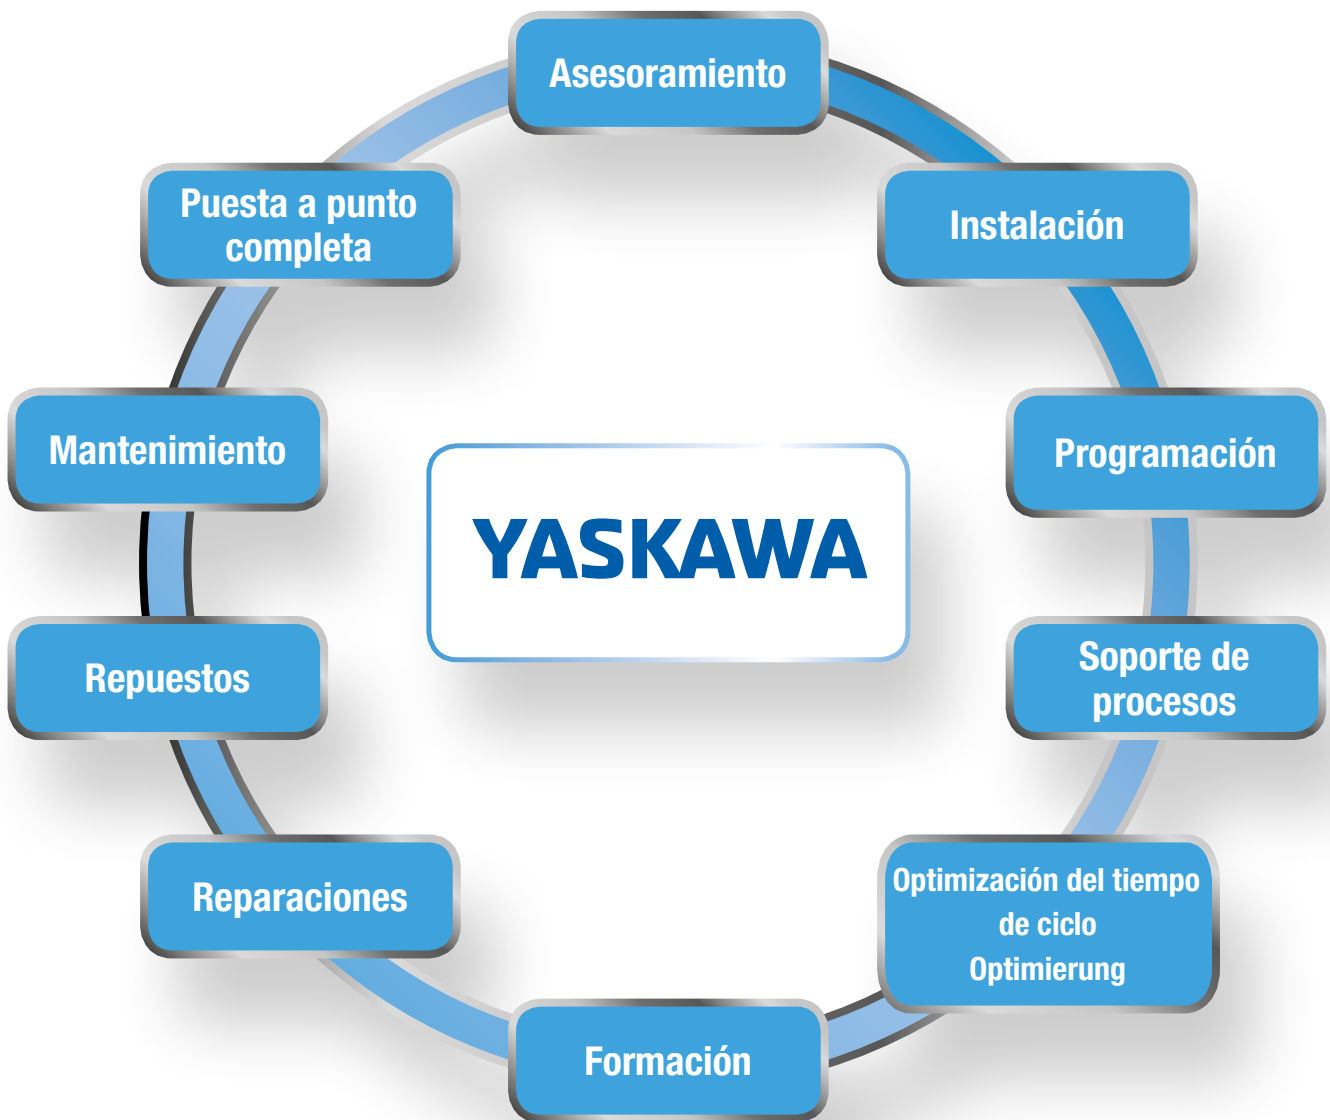 Asesoramiento
Instalación
Programación
Soporte de
procesos
Optimización del tiempo
de ciclo
Optimierung
Formación
Reparaciones
Repuestos
Mantenimiento
Puesta a punto
completa
YASKAWA